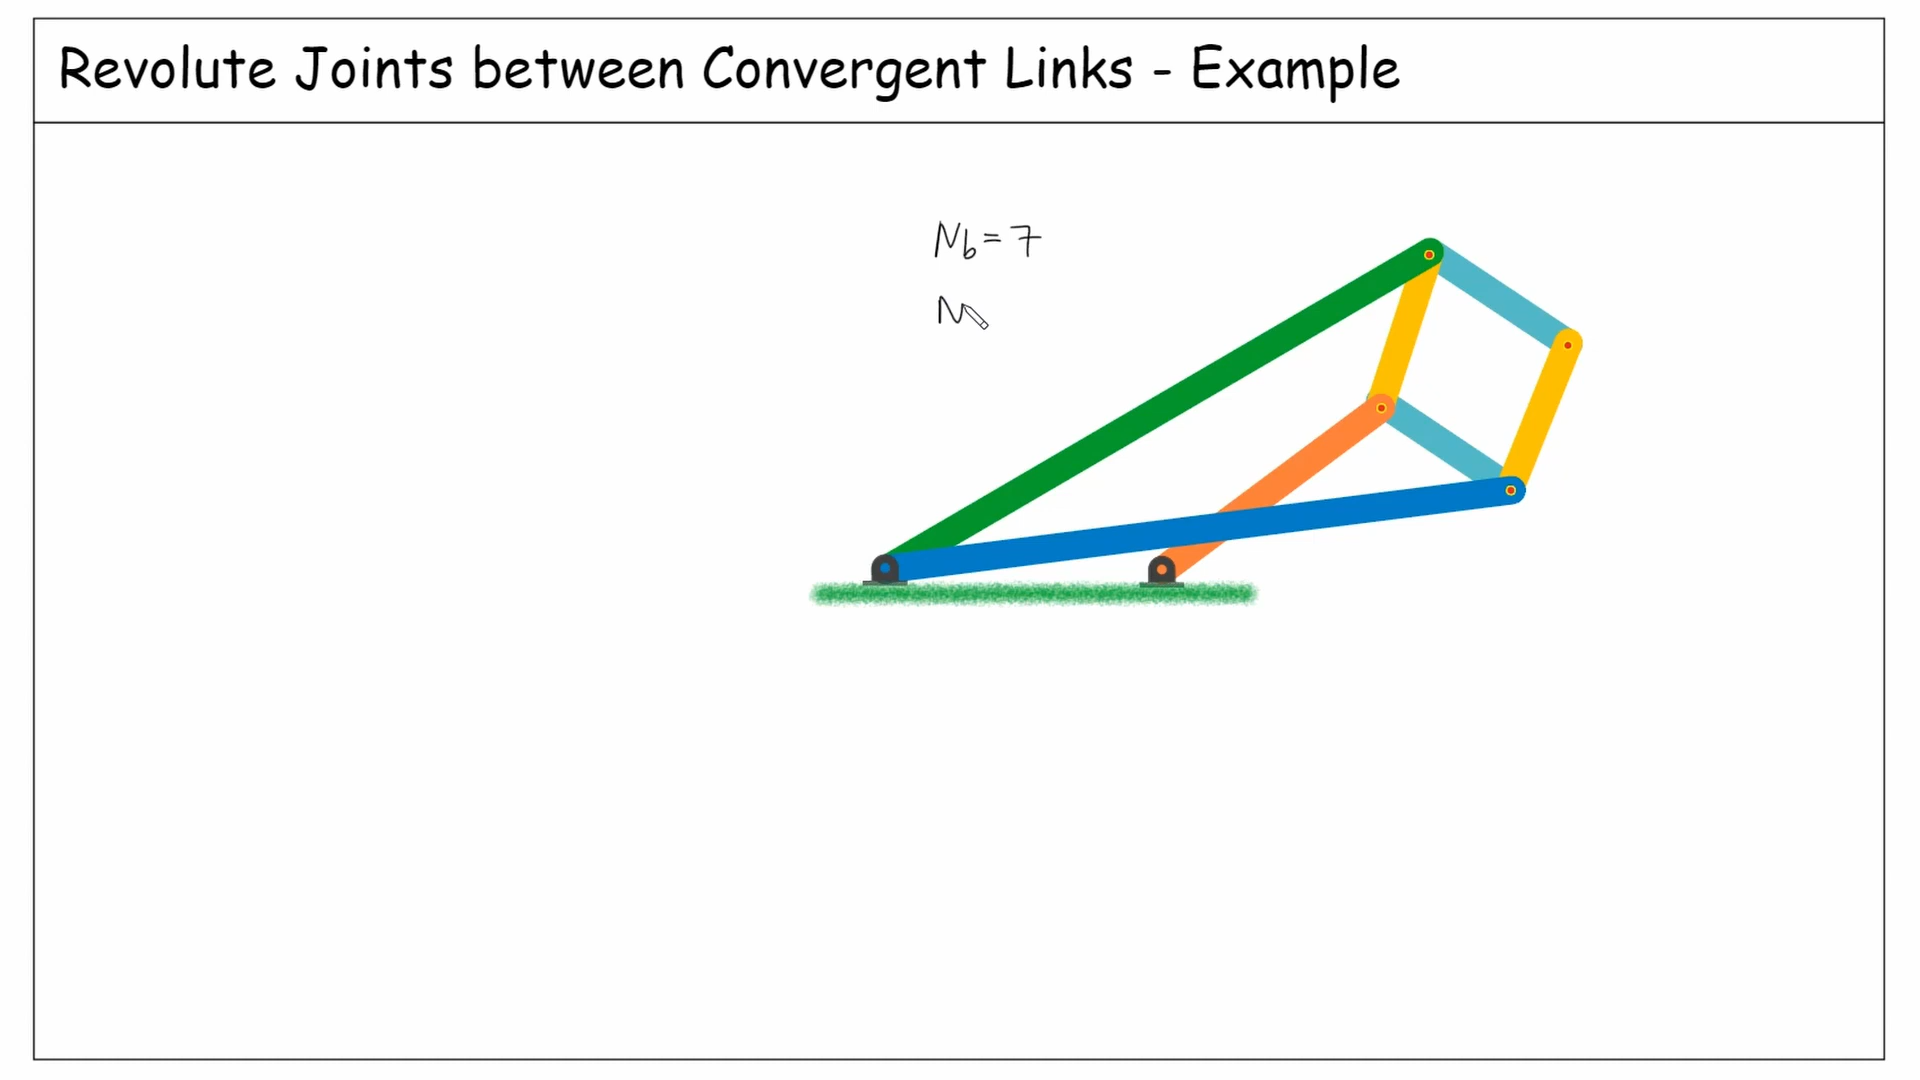 Revolute Joints between Convergent Links - Example
Nb = 7
N